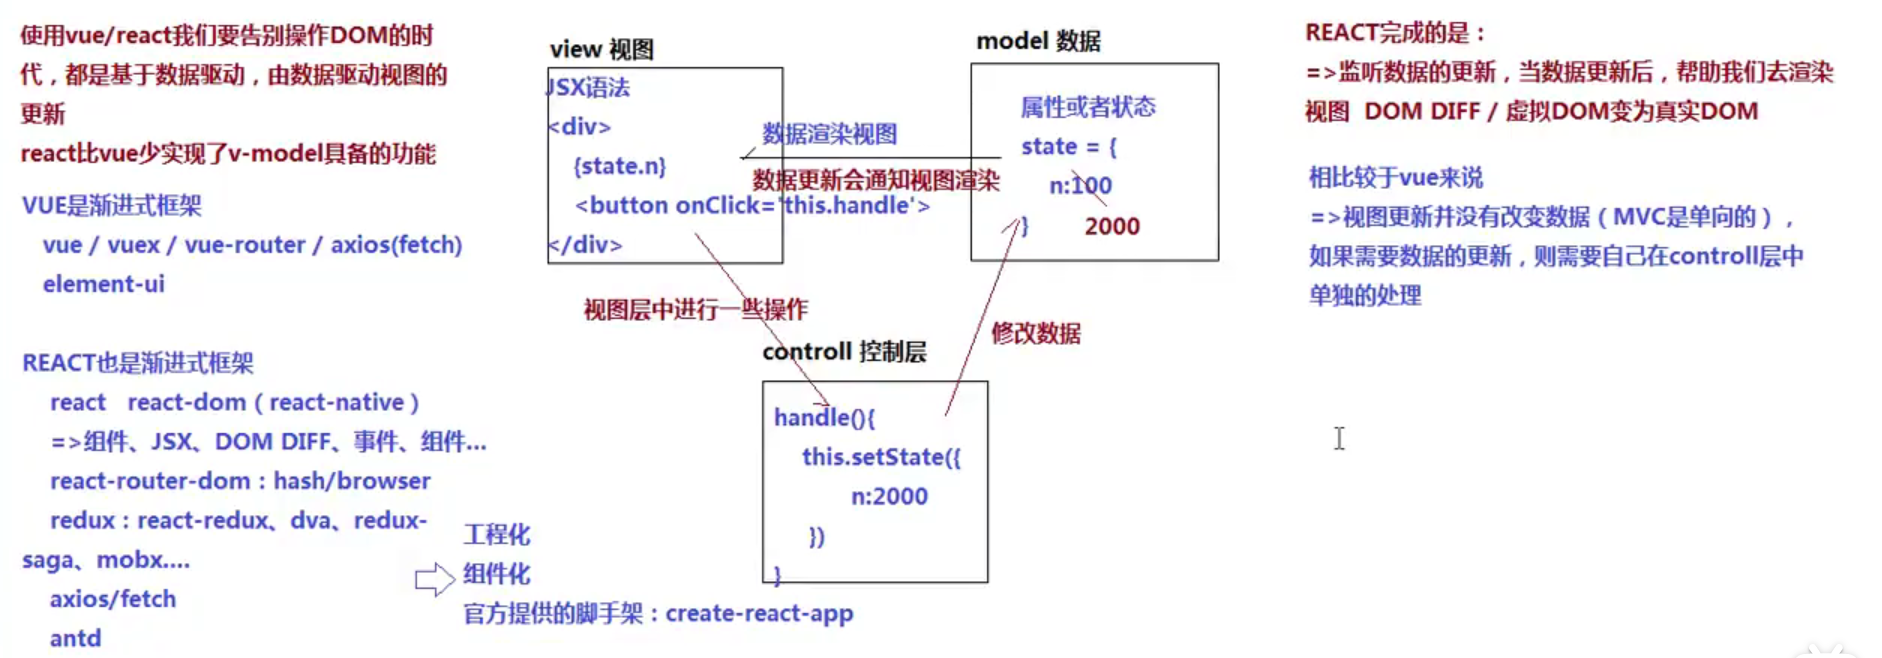 使用vue/react我们要告别操作DOM的时
代，都是基于数据驱动，由数据驱动视图的
更新
react比vue少实现了v-model具备的功能
VUE是渐进式框架
vue / vuex / vue-router / axios(fetch)
element-ui
REACT也是渐进式框架
react react-dom（react-native）
=>组件、JSX、DOM DIFF、事件、组件...
react-router-dom：hash/browser
redux：react-redux、dva、redux-
saga、mobx....
axios/fetch
antd
工程化
组件化
官方提供的脚手架：create-react-app
view 视图
JSX语法
<div>
{state.n}
<button onClick='this.handle'>
</div>
数据渲染视图
数据更新会通知视图渲染
model 数据
属性或者状态
state = {
n:100
} 2000
视图层中进行一些操作
修改数据
controll 控制层
handle(){
this.setState({
n:2000
})
}
REACT完成的是：
=>监听数据的更新，当数据更新后，帮助我们去渲染
视图 DOM DIFF / 虚拟DOM变为真实DOM
相比较于vue来说
=>视图更新并没有改变数据（MVC是单向的），
如果需要数据的更新，则需要自己在controll层中
单独的处理